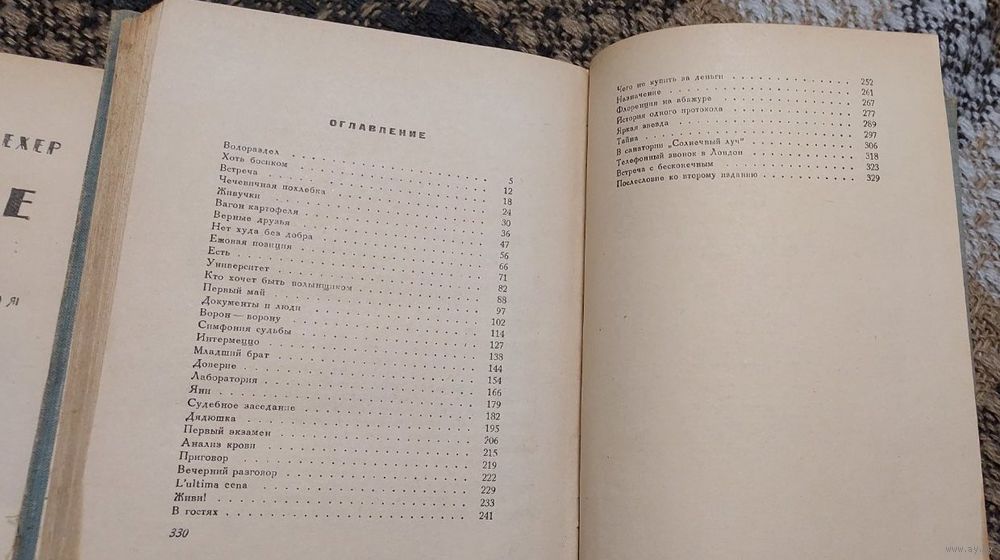 ЕХЕР
Е
ОГЛАВЛЕНИЕ
Водораздел . . . 5
Хоть босиком . . . 12
Встреча . . . 18
Чечевичная похлебка . . . 24
Живучки . . . 30
Вагон картофеля . . . 36
Верные друзья . . . 47
Нет худа без добра . . . 56
Ежовая позиция . . . 66
Есть . . . 71
Университет . . . 82
Кто хочет быть полынщиком . . . 88
Первый май . . . 97
Документы и люди . . . 102
Ворон — ворону . . . 114
Симфония судьбы . . . 127
Интермеццо . . . 138
Младший брат . . . 144
Доверие . . . 154
Лаборатория . . . 166
Яни . . . 179
Судебное заседание . . . 182
Дядюшка . . . 195
Первый экзамен . . . 206
Анализ крови . . . 215
Приговор . . . 219
Вечерний разговор . . . 222
L'ultima cena . . . 229
Живи! . . . 233
В гостях . . . 241
330
Чего не купить за деньги . . . 252
Назначение . . . 261
Флоренция на абажуре . . . 267
История одного протокола . . . 277
Яркая звезда . . . 289
Тайна . . . 297
В санатории „Солнечный луч" . . . 306
Телефонный звонок в Лондон . . . 318
Встреча с бесконечным . . . 323
Послесловие ко второму изданию . . . 329